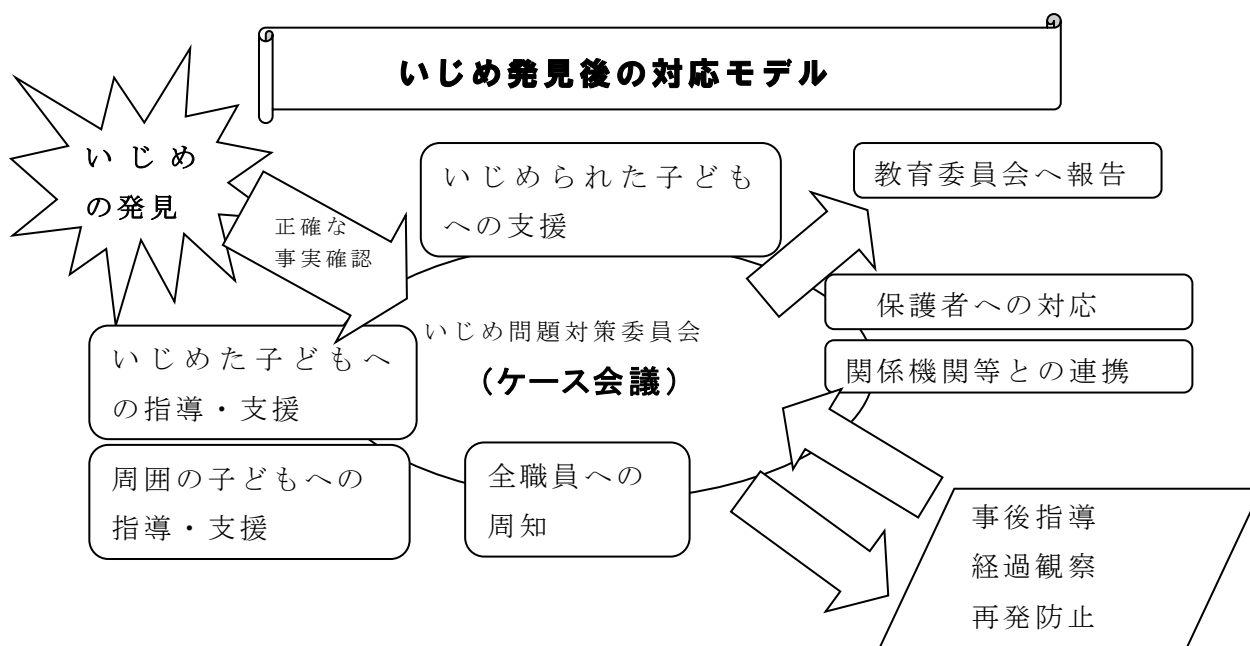 いじめ発見後の対応モデル
いじめ
の発見
正確な
事実確認
いじめられた子ども
への支援
教育委員会へ報告
保護者への対応
関係機関等との連携
いじめ問題対策委員会
(ケース会議)
いじめた子どもへ
の指導・支援
周囲の子どもへの
指導・支援
全職員への
周知
事後指導
経過観察
再発防止